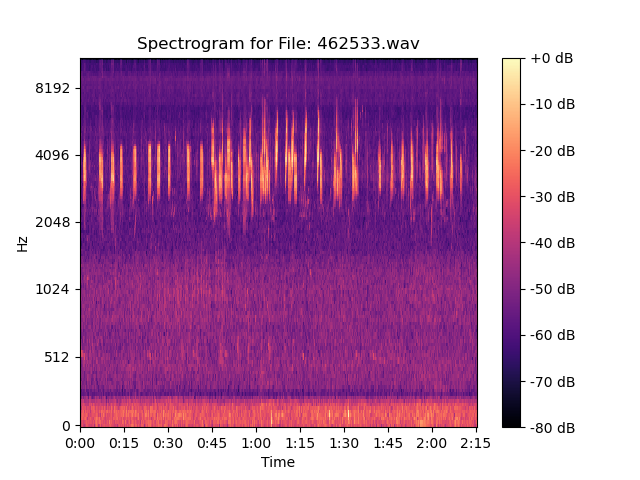 Spectrogram for File: 462533.wav
Hz
8192
4096
2048
1024
512
0
0:00 0:15 0:30 0:45 1:00 1:15 1:30 1:45 2:00 2:15
Time
+0 dB
-10 dB
-20 dB
-30 dB
-40 dB
-50 dB
-60 dB
-70 dB
-80 dB